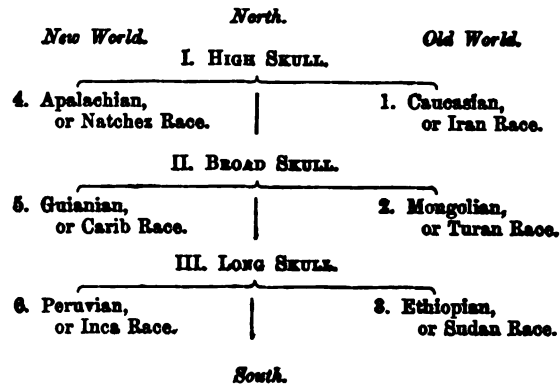 North.
New World. Old World.
I. HIGH SKULL.
4. Apalachian, 1. Caucasian,
or Natchez Race. or Iran Race.
II. BROAD SKULL.
5. Guianian, 2. Mongolian,
or Carib Race. or Turan Race.
III. LONG SKULL.
6. Peruvian, 3. Ethiopian,
or Inca Race. or Sudan Race.
South.